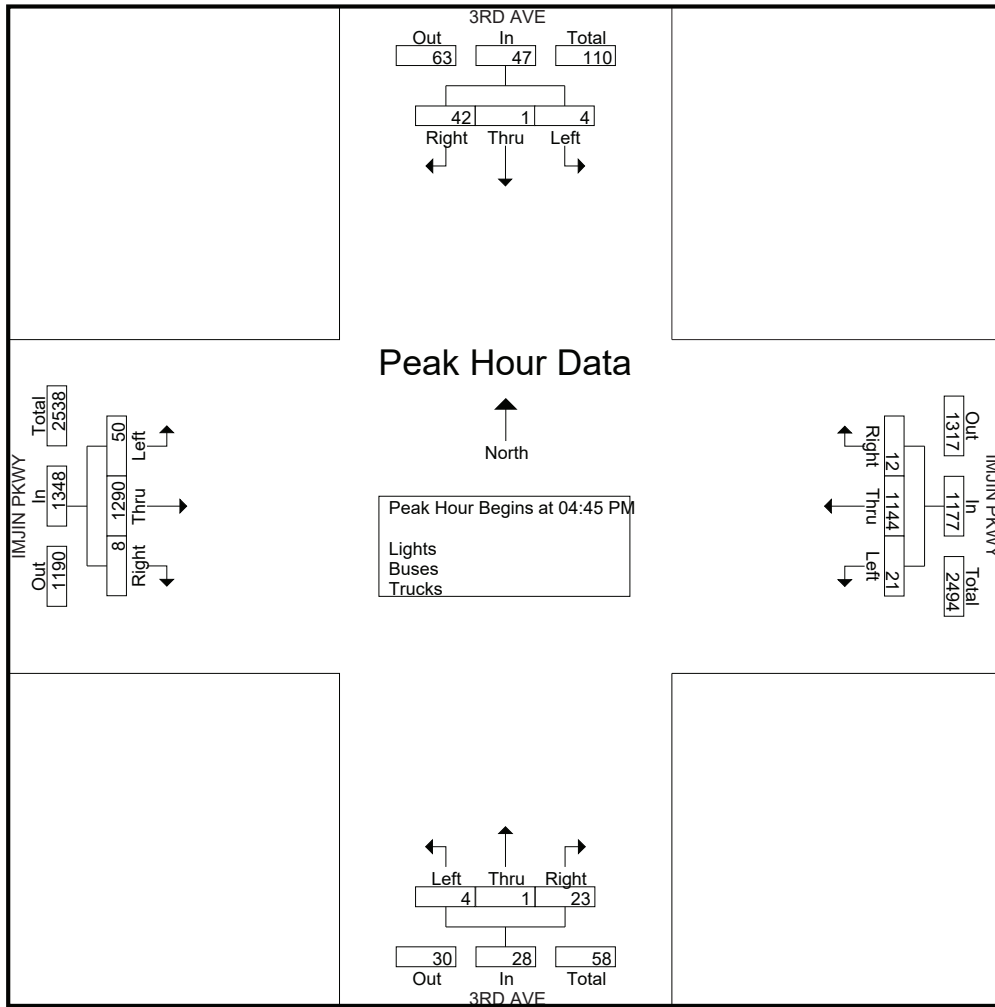 3RD AVE
Out In Total
63 47 110
42 1 4
Right Thru Left
Peak Hour Data
North
Peak Hour Begins at 04:45 PM
Lights
Buses
Trucks
IMJIN PKWY
Out In Total
1190 1348 2538
8 1290 50
Right Thru Left
IMJIN PKWY
Out In Total
1317 1177 2494
12 1144 21
Right Thru Left
Left Thru Right
4 1 23
30 28 58
Out In Total
3RD AVE